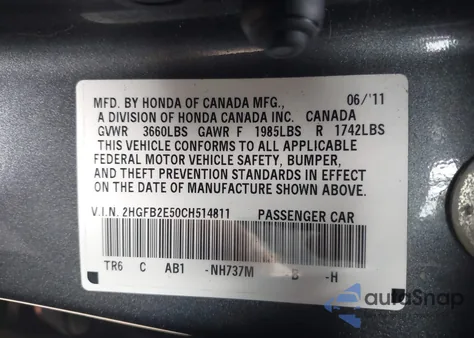 MFD. BY HONDA OF CANADA MFG., 06/'11
A DIVISION OF HONDA CANADA INC. CANADA
GVWR 3660LBS GAWR F 1985LBS R 1742LBS
THIS VEHICLE CONFORMS TO ALL APPLICABLE
FEDERAL MOTOR VEHICLE SAFETY, BUMPER,
AND THEFT PREVENTION STANDARDS IN EFFECT
ON THE DATE OF MANUFACTURE SHOWN ABOVE.
V.I.N. 2HGFB2E50CH514811 PASSENGER CAR
TR6 C AB1 -NH737M B -H
autaSnap